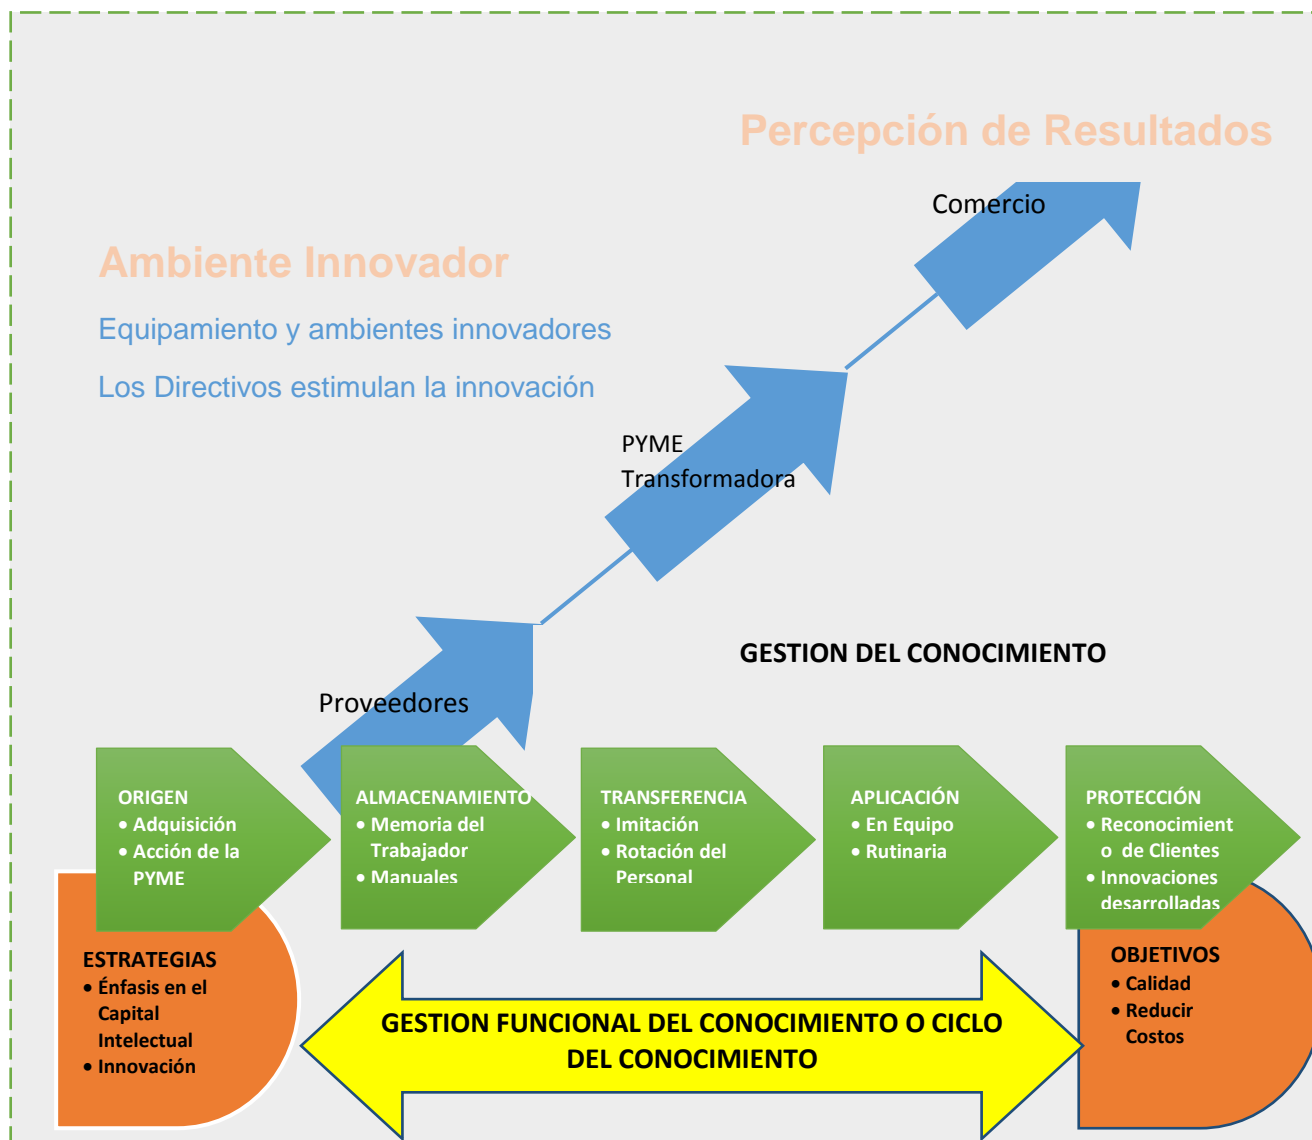 Percepción de Resultados
Comercio
Ambiente Innovador
Equipamiento y ambientes innovadores
Los Directivos estimulan la innovación
PYME
Transformadora
GESTION DEL CONOCIMIENTO
Proveedores
ORIGEN
• Adquisición
• Acción de la
PYME
ALMACENAMIENTO
• Memoria del
Trabajador
• Manuales
TRANSFERENCIA
• Imitación
• Rotación del
Personal
APLICACIÓN
• En Equipo
• Rutinaria
PROTECCIÓN
• Reconocimient
o de Clientes
• Innovaciones
desarrolladas
ESTRATEGIAS
• Énfasis en el
Capital
Intelectual
• Innovación
GESTION FUNCIONAL DEL CONOCIMIENTO O CICLO
DEL CONOCIMIENTO
OBJETIVOS
• Calidad
• Reducir
Costos